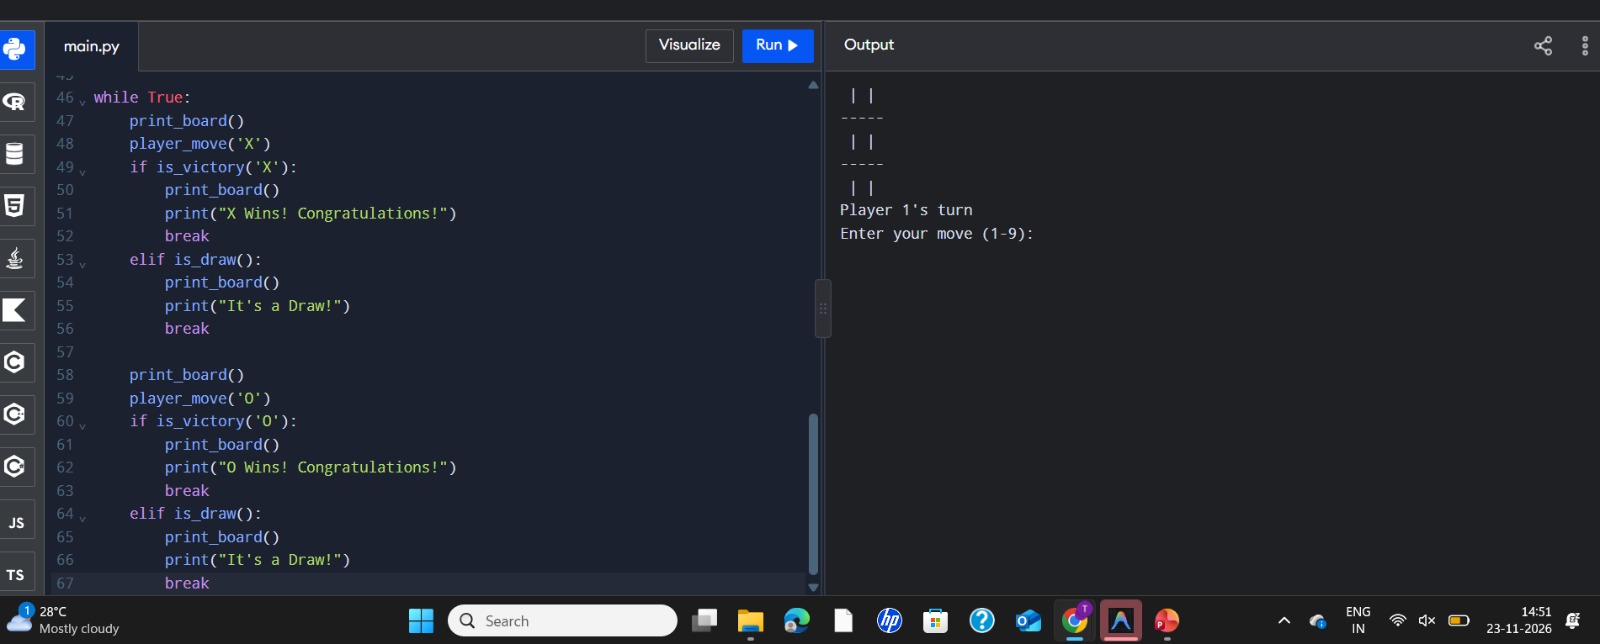 main.py
Visualize
Run
46 while True:
47 print_board()
48 player_move('X')
49 if is_victory('X'):
50 print_board()
51 print("X Wins! Congratulations!")
52 break
53 elif is_draw():
54 print_board()
55 print("It's a Draw!")
56 break
57
58 print_board()
59 player_move('O')
60 if is_victory('O'):
61 print_board()
62 print("O Wins! Congratulations!")
63 break
64 elif is_draw():
65 print_board()
66 print("It's a Draw!")
67 break
Output
| |
-----
| |
-----
| |
Player 1's turn
Enter your move (1-9):
R
5
C
C
C
JS
TS
1
28°C
Mostly cloudy
Search
hp
T
ENG
IN
14:51
23-11-2026